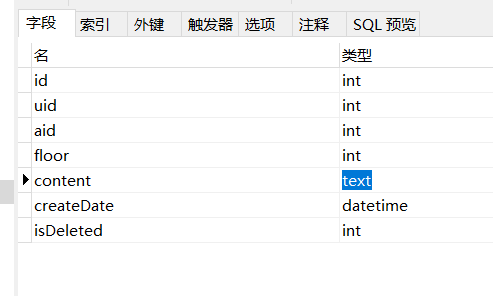 字段 索引 外键 触发器 选项 注释 SQL 预览
名 类型
id int
uid int
aid int
floor int
content text
createDate datetime
isDeleted int